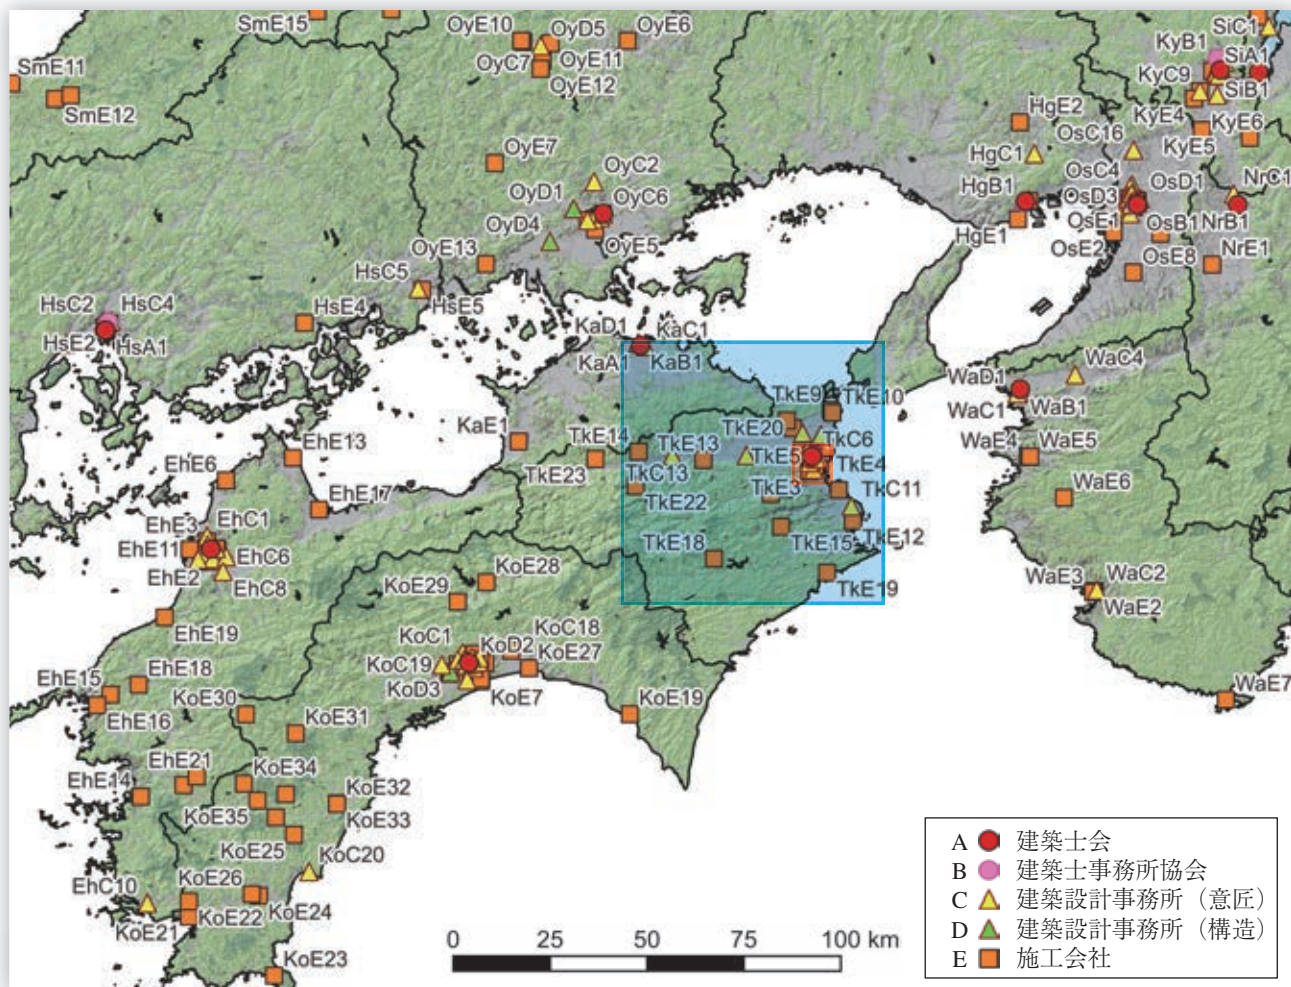 SmE15
OyE10
OyD5
OyE6
SiC1
KyB1
SiA1
SmE11
OyC7
OyE11
KyC9
OyE12
SiB1
SmE12
HgE2
KyE4
KyE6
OsC16
KyE5
OyE7
HgC1
OyC2
OsC4
OyD1
OyC6
HgB1
OsD3
OsD1
NrC1
OyD4
OsE1
OsB1
NrB1
OyE13
OyE5
HgE1
OsE2
OsE8
NrE1
HsC5
HsC2
HsC4
HsE4
HsE5
KaD1
KaC1
HsE2
HsA1
KaA1
KaB1
WaC4
WaD1
TkE9
TkE10
WaC1
WaB1
KaE1
TkE14
TkE20
TkC6
WaE4
WaE5
EhE13
TkE13
TkE5
TkE4
EhE6
TkE23
TkC13
TkE3
TkC11
WaE6
EhE17
TkE22
EhE3
EhC1
TkE12
EhE11
EhC6
TkE18
TkE15
EhE2
EhC8
KoE29
KoE28
TkE19
WaE3
WaC2
WaE2
EhE19
KoC1
KoD2
KoC18
KoC19
KoE27
EhE18
KoD3
KoE7
EhE15
KoE30
KoE19
WaE7
EhE16
KoE31
EhE21
KoE34
EhE14
KoE32
KoE35
KoE33
KoE25
KoC20
KoE26
EhC10
KoE22
KoE24
KoE21
KoE23
0 25 50 75 100 km
A 建築士会
B 建築士事務所協会
C 建築設計事務所（意匠）
D 建築設計事務所（構造）
E 施工会社